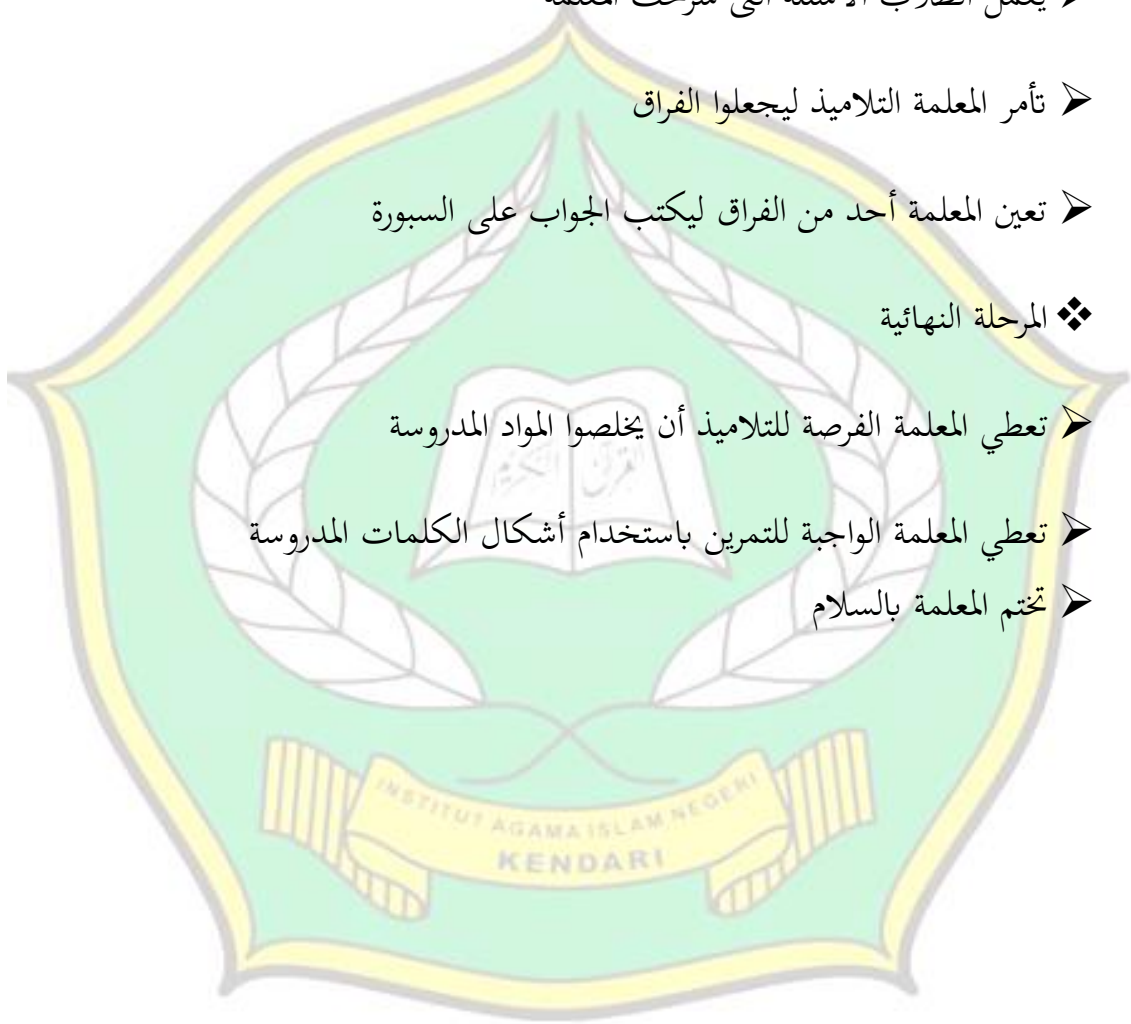 تأمر المعلمة التلاميذ ليجعلوا الفراق
تعين المعلمة أحد من الفراق ليكتب الجواب على السبورة
المرحلة النهائية
تعطي المعلمة الفرصة للتلاميذ أن يخلصوا المواد المدروسة
القرآن الكريم
تعطي المعلمة الواجبة للتمرين باستخدام أشكال الكلمات المدروسة
تختم المعلمة بالسلام
INSTITUT AGAMA ISLAM NEGERI
KENDARI